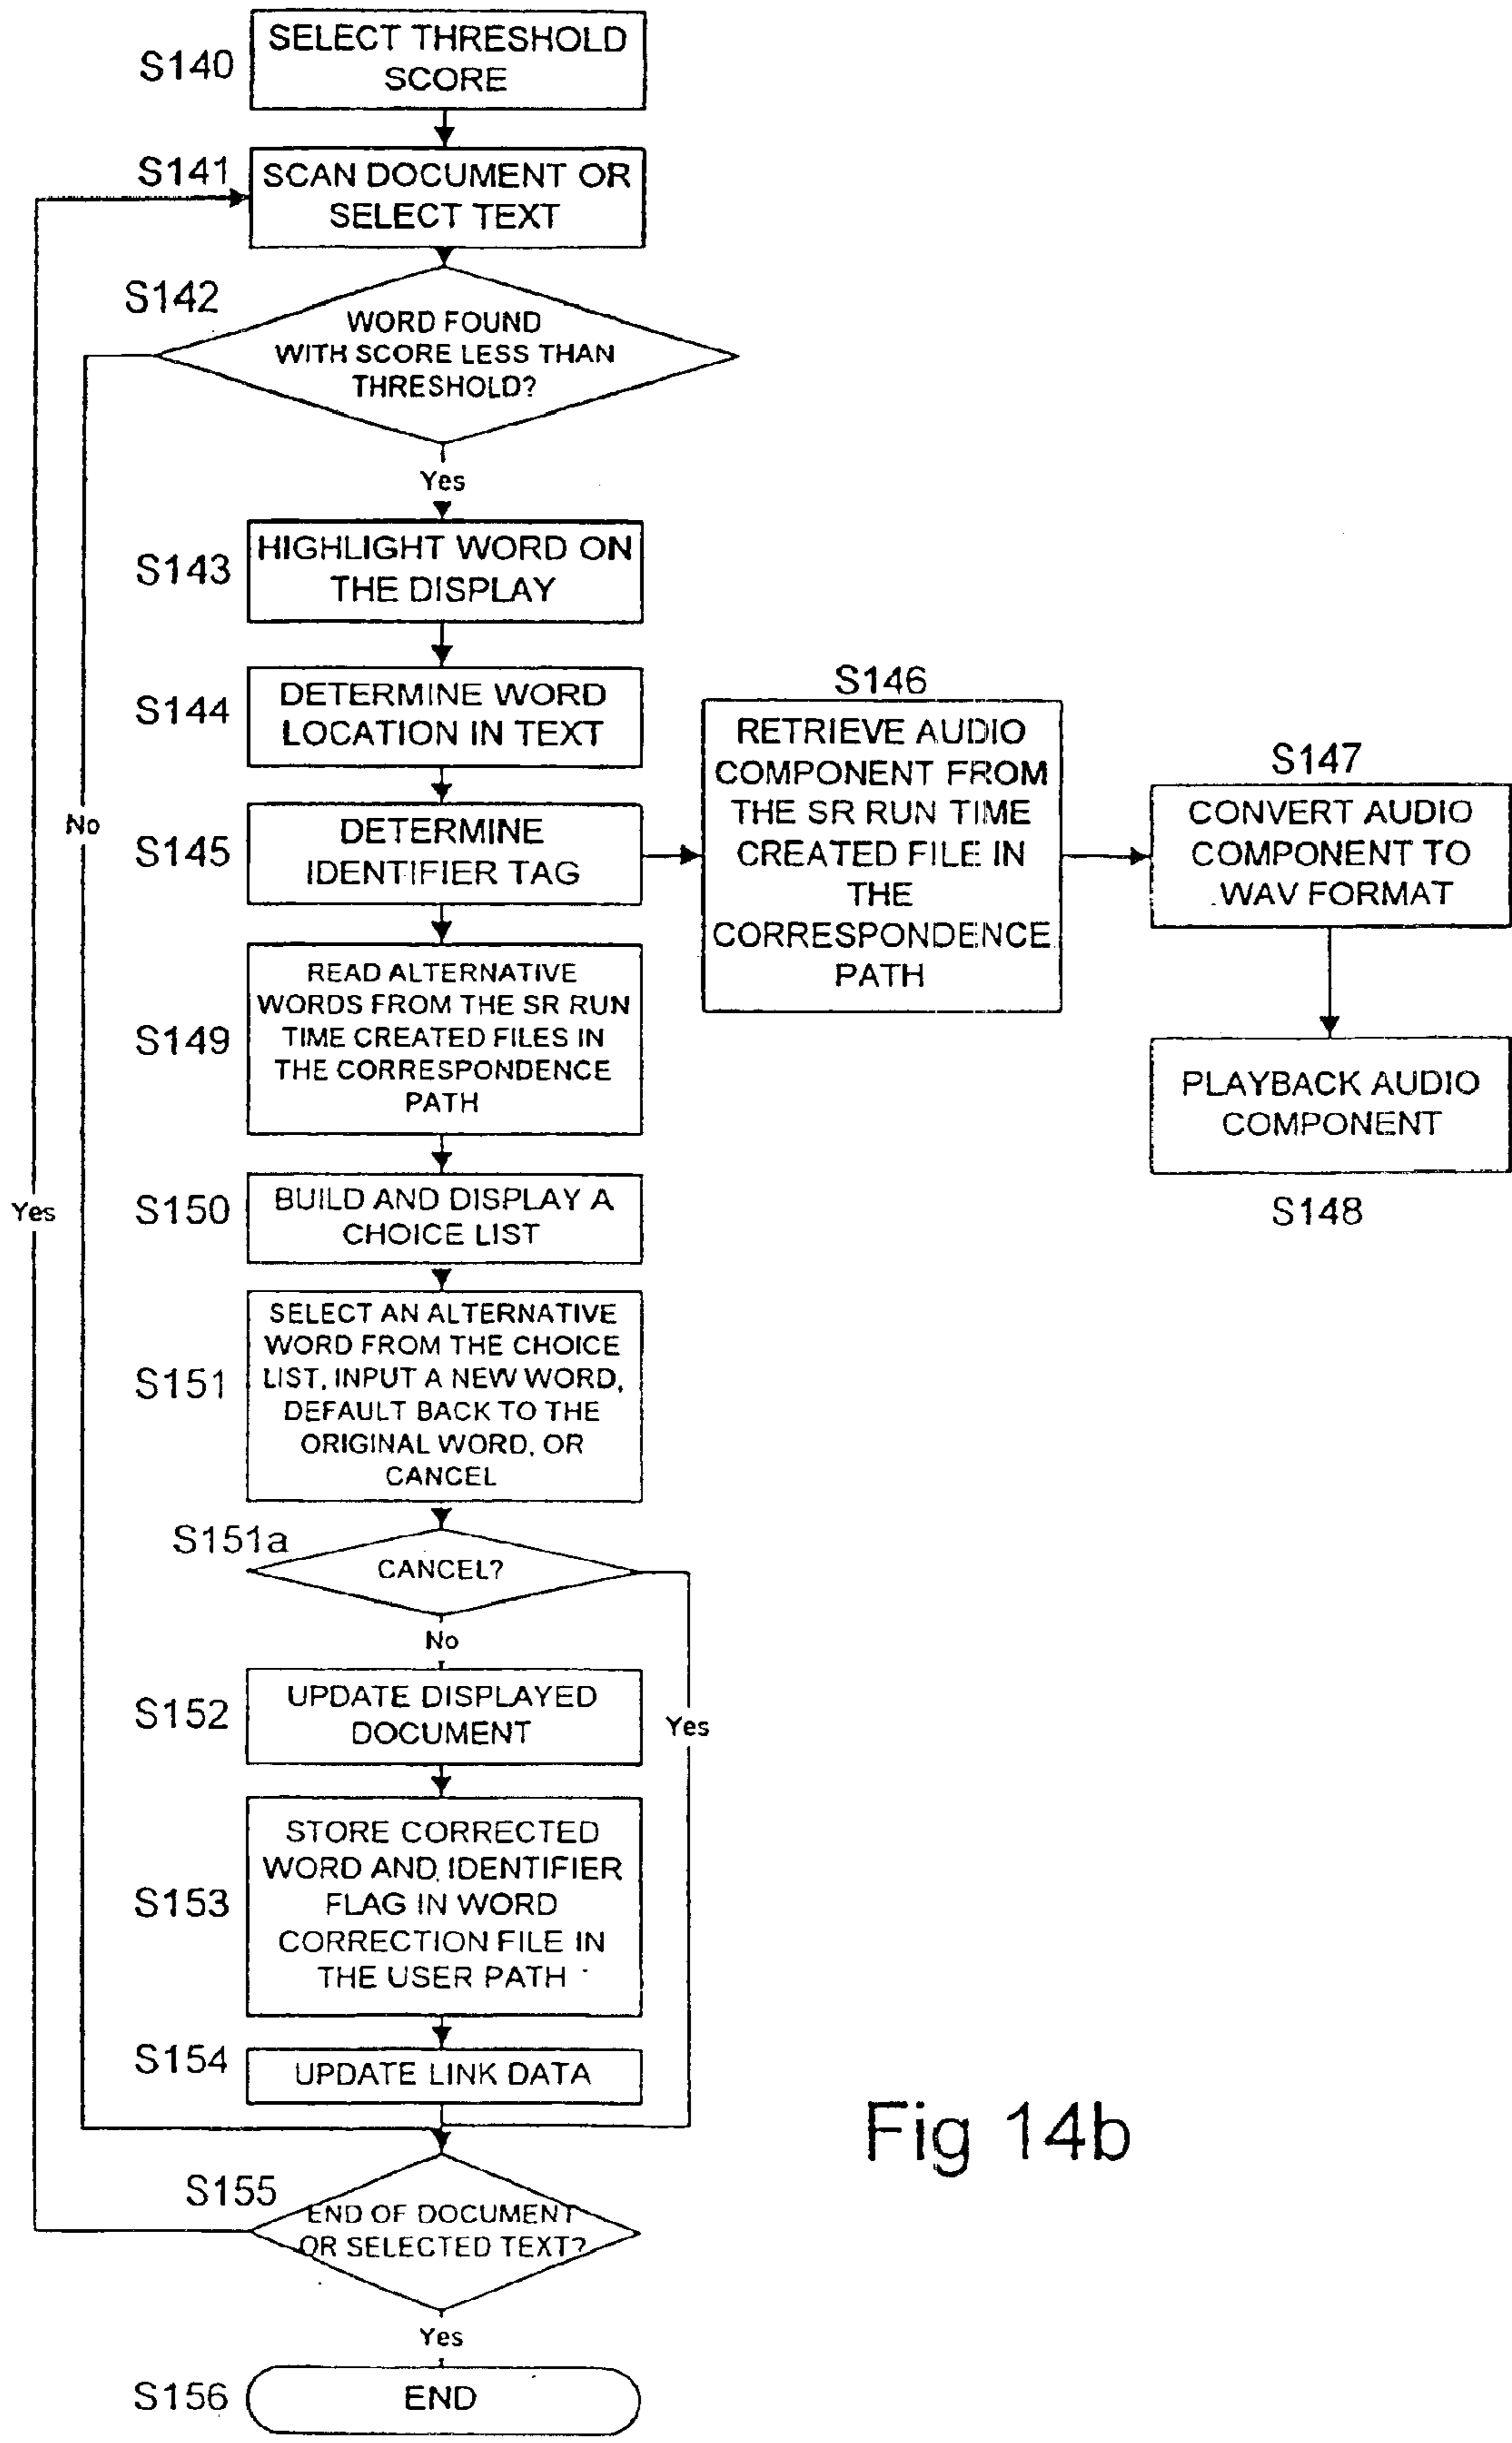 S140
SELECT THRESHOLD
SCORE
S141
SCAN DOCUMENT OR
SELECT TEXT
S142
WORD FOUND
WITH SCORE LESS THAN
THRESHOLD?
Yes
S143
HIGHLIGHT WORD ON
THE DISPLAY
S144
DETERMINE WORD
LOCATION IN TEXT
S145
DETERMINE
IDENTIFIER TAG
S146
RETRIEVE AUDIO
COMPONENT FROM
THE SR RUN TIME
CREATED FILE IN
THE
CORRESPONDENCE
PATH
S147
CONVERT AUDIO
COMPONENT TO
WAV FORMAT
PLAYBACK AUDIO
COMPONENT
S148
No
S149
READ ALTERNATIVE
WORDS FROM THE SR RUN
TIME CREATED FILES IN
THE CORRESPONDENCE
PATH
Yes
S150
BUILD AND DISPLAY A
CHOICE LIST
S151
SELECT AN ALTERNATIVE
WORD FROM THE CHOICE
LIST, INPUT A NEW WORD,
DEFAULT BACK TO THE
ORIGINAL WORD, OR
CANCEL
S151a
CANCEL?
No
S152
UPDATE DISPLAYED
DOCUMENT
Yes
S153
STORE CORRECTED
WORD AND IDENTIFIER
FLAG IN WORD
CORRECTION FILE IN
THE USER PATH
S154
UPDATE LINK DATA
Fig 14b
S155
END OF DOCUMENT
OR SELECTED TEXT?
Yes
S156
END